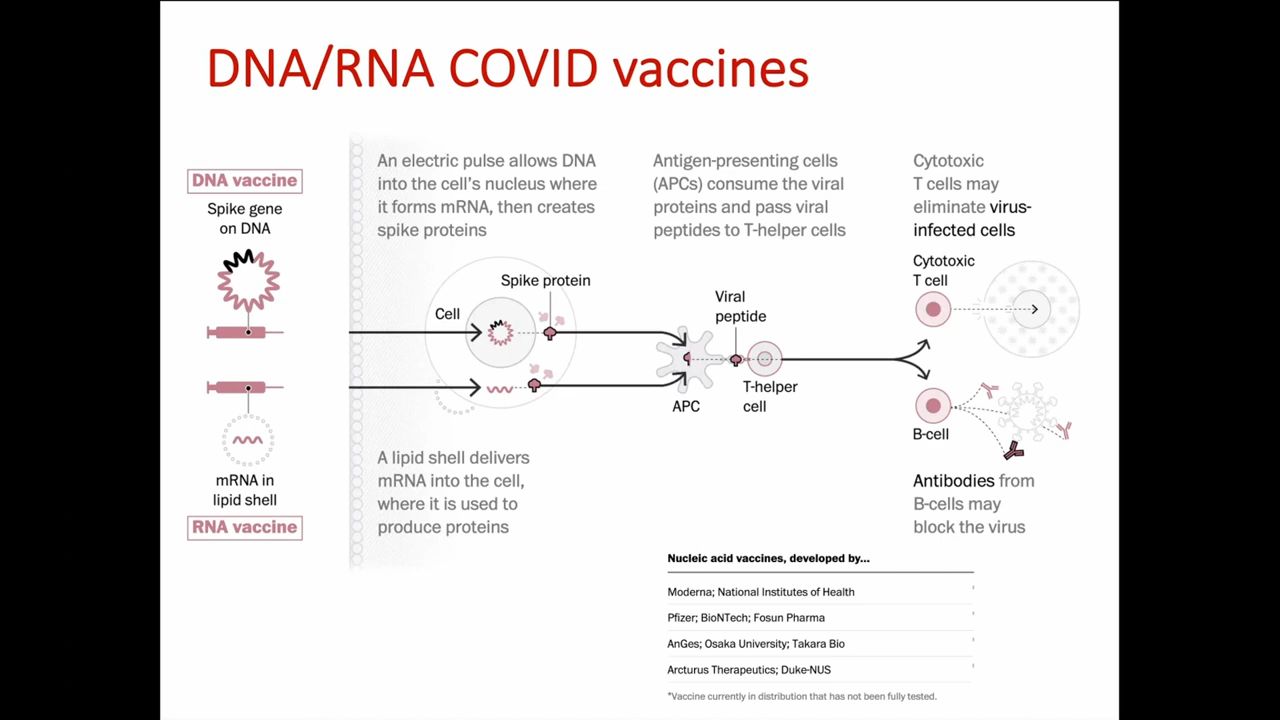 DNA/RNA COVID vaccines
DNA vaccine
Spike gene
on DNA
An electric pulse allows DNA
into the cell's nucleus where
it forms mRNA, then creates
spike proteins
Antigen-presenting cells
(APCs) consume the viral
proteins and pass viral
peptides to T-helper cells
Cytotoxic
T cells may
eliminate virus-
infected cells
Cell
Spike protein
Viral
peptide
APC
T-helper
cell
Cytotoxic
T cell
B-cell
mRNA in
lipid shell
RNA vaccine
A lipid shell delivers
mRNA into the cell,
where it is used to
produce proteins
Antibodies from
B-cells may
block the virus
Nucleic acid vaccines, developed by...
Moderna; National Institutes of Health
Pfizer; BioNTech; Fosun Pharma
AnGes; Osaka University; Takara Bio
Arcturus Therapeutics; Duke-NUS
*Vaccine currently in distribution that has not been fully tested.